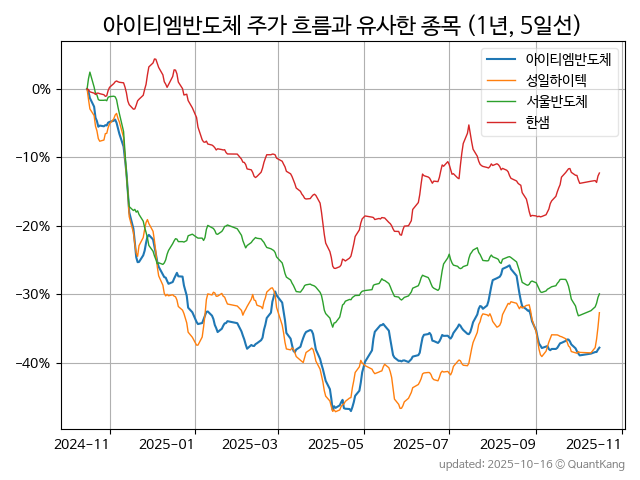 아이티엠반도체 주가 흐름과 유사한 종목 (1년, 5일선)
아이티엠반도체
성일하이텍
서울반도체
한샘
0%
−10%
−20%
−30%
−40%
2024-11
2025-01
2025-03
2025-05
2025-07
2025-09
2025-11
updated: 2025-10-16 © QuantKang